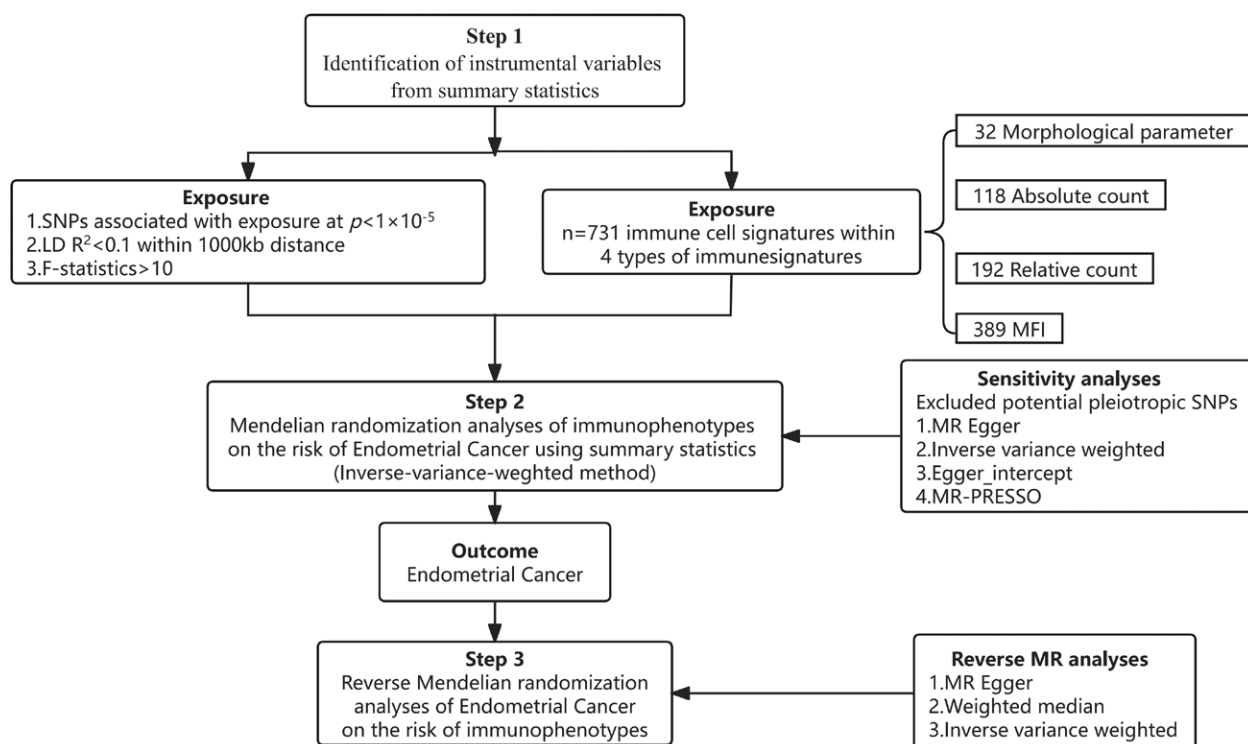 Step 1
Identification of instrumental variables
from summary statistics
Exposure
1.SNPs associated with exposure at p<1×10⁻⁵
2.LD R²<0.1 within 1000kb distance
3.F-statistics>10
Exposure
n=731 immune cell signatures within
4 types of immunesignatures
32 Morphological parameter
118 Absolute count
192 Relative count
389 MFI
Step 2
Mendelian randomization analyses of immunophenotypes
on the risk of Endometrial Cancer using summary statistics
(Inverse-variance-weghted method)
Sensitivity analyses
Excluded potential pleiotropic SNPs
1.MR Egger
2.Inverse variance weighted
3.Egger_intercept
4.MR-PRESSO
Outcome
Endometrial Cancer
Step 3
Reverse Mendelian randomization
analyses of Endometrial Cancer
on the risk of immunophenotypes
Reverse MR analyses
1.MR Egger
2.Weighted median
3.Inverse variance weighted